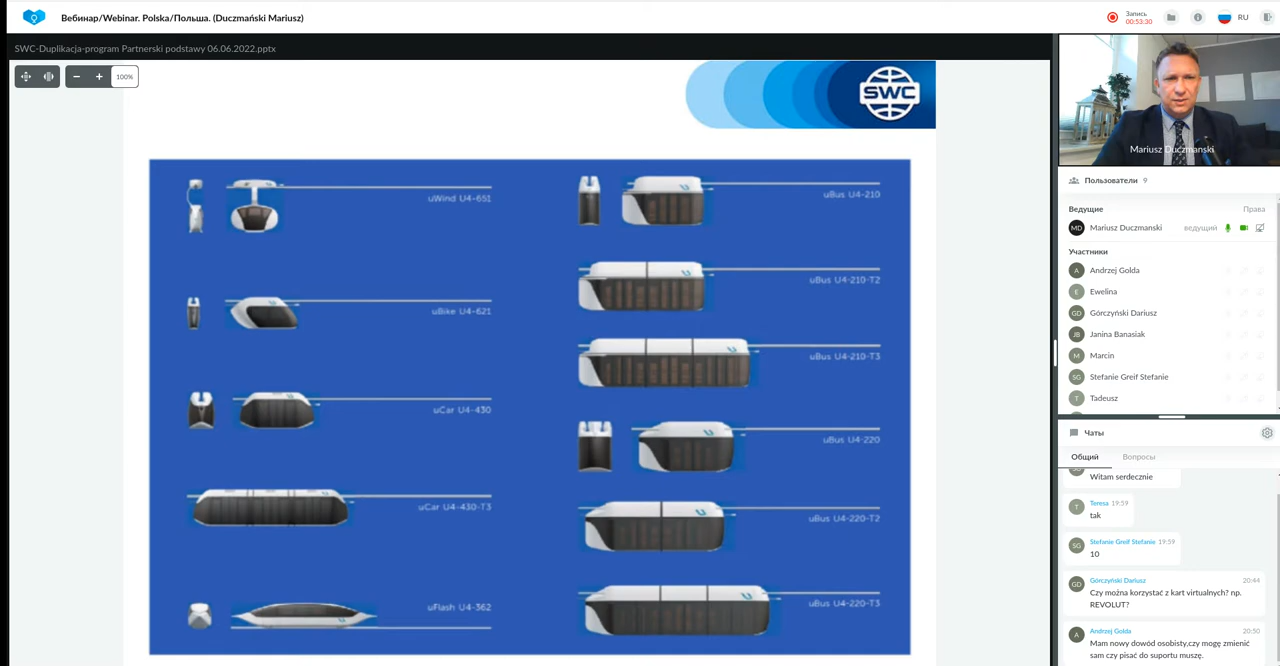 Вебинар/Webinar. Polska/Польша. (Duczmański Mariusz)
Запись
00:53:30
RU
SWC-Duplikacja-program Partnerski podstawy 06.06.2022.pptx
100%
SWC
uWind U4-651
uBike U4-621
uCar U4-430
uCar U4-430-T3
uFlash U4-362
uBus U4-210
uBus U4-210-T2
uBus U4-210-T3
uBus U4-220
uBus U4-220-T2
uBus U4-220-T3
Mariusz Duczmanski
Пользователи 9
Ведущие Права
MD Mariusz Duczmanski ведущий
Участники
A Andrzej Golda
E Ewelina
GD Górczyński Dariusz
JB Janina Banasiak
M Marcin
SG Stefanie Greif Stefanie
T Tadeusz
Чаты
Общий Вопросы
SG Witam serdecznie
T Teresa 19:59
tak
SG Stefanie Greif Stefanie 19:59
10
GD Górczyński Dariusz 20:44
Czy można korzystać z kart virtualnych? np.
REVOLUT?
A Andrzej Golda 20:50
Mam nowy dowód osobisty,czy mogę zmienić
sam czy pisać do suportu muszę.